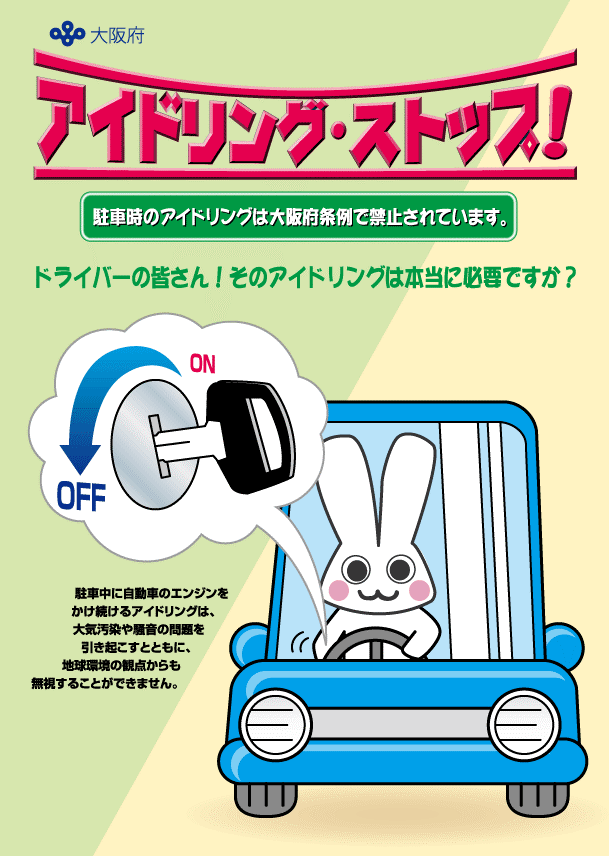 大阪府
アイドリング・ストップ!
駐車時のアイドリングは大阪府条例で禁止されています。
ドライバーの皆さん!そのアイドリングは本当に必要ですか?
ON
OFF
駐車中に自動車のエンジンを
かけ続けるアイドリングは、
大気汚染や騒音の問題を
引き起こすとともに、
地球環境の観点からも
無視することができません。